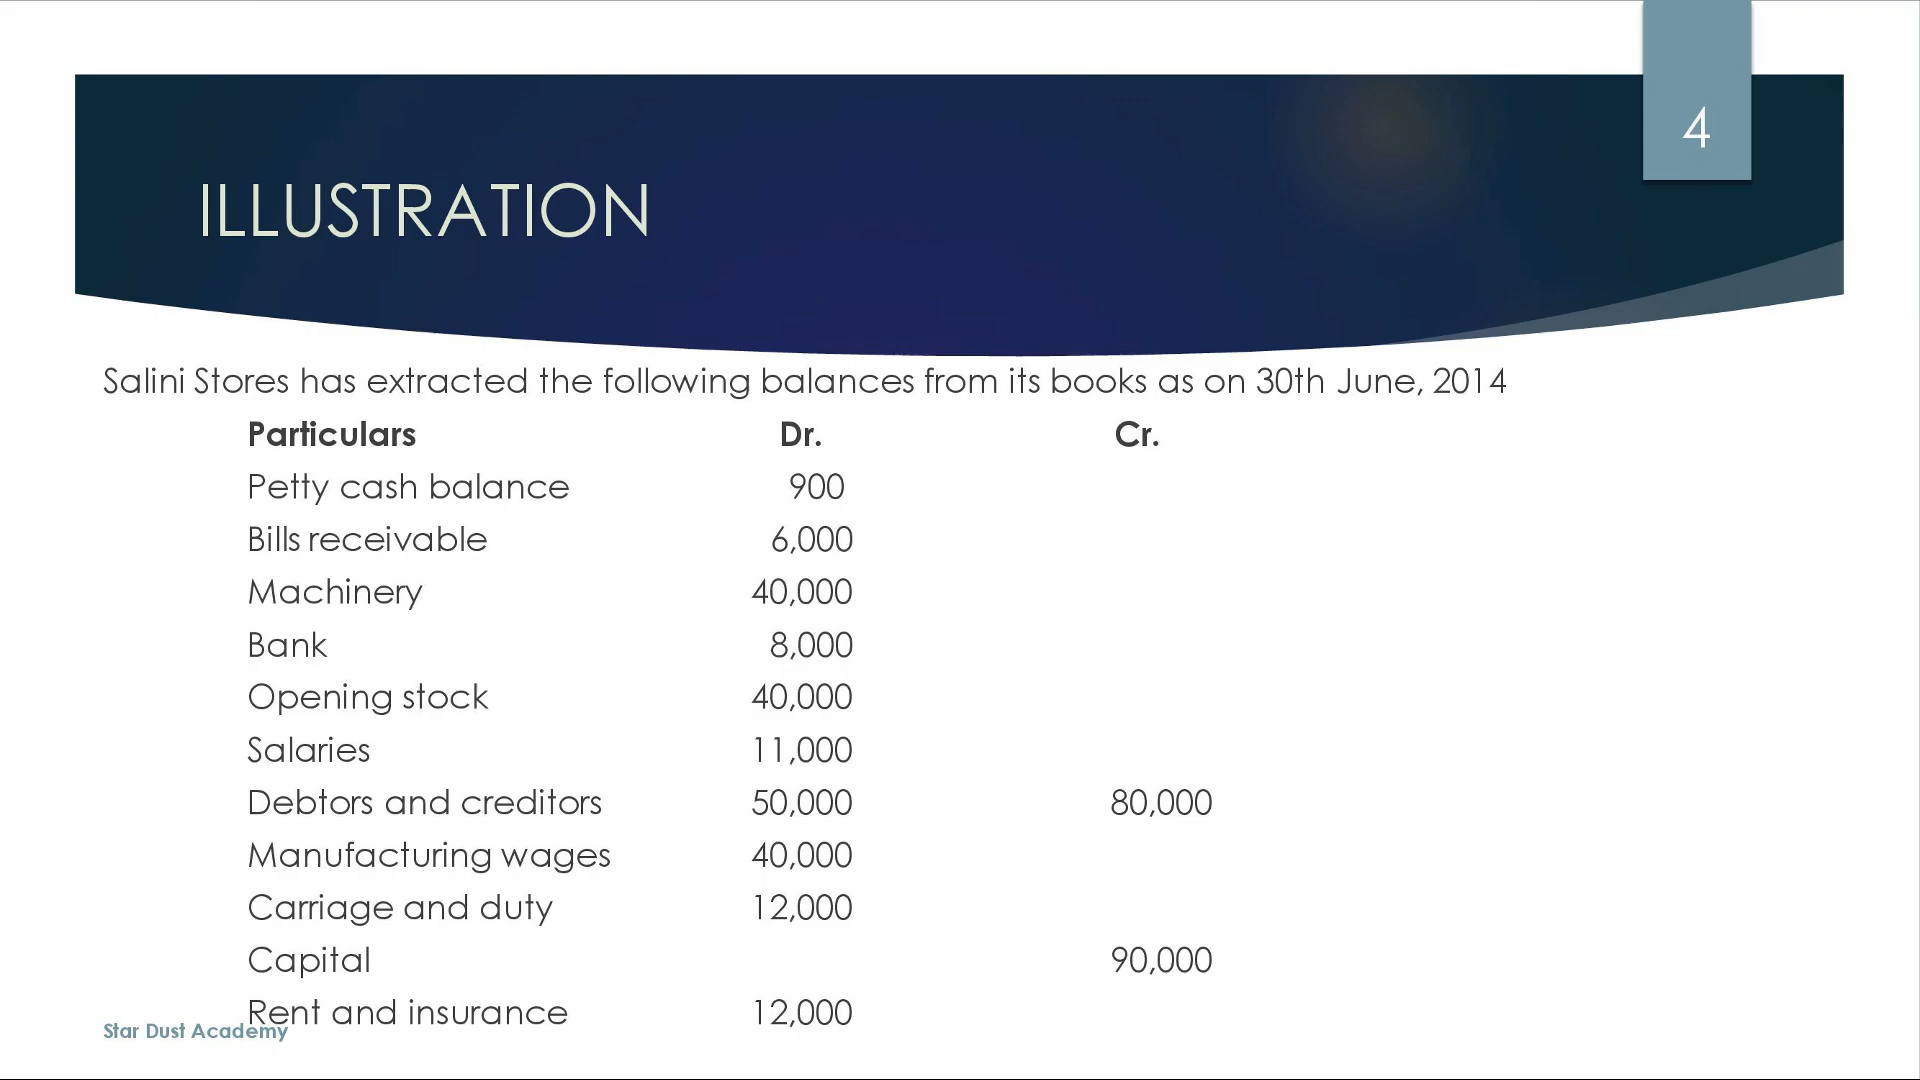 4
ILLUSTRATION
Salini Stores has extracted the following balances from its books as on 30th June, 2014
Particulars Dr. Cr.
Petty cash balance 900
Bills receivable 6,000
Machinery 40,000
Bank 8,000
Opening stock 40,000
Salaries 11,000
Debtors and creditors 50,000 80,000
Manufacturing wages 40,000
Carriage and duty 12,000
Capital 90,000
Rent and insurance 12,000
Star Dust Academy